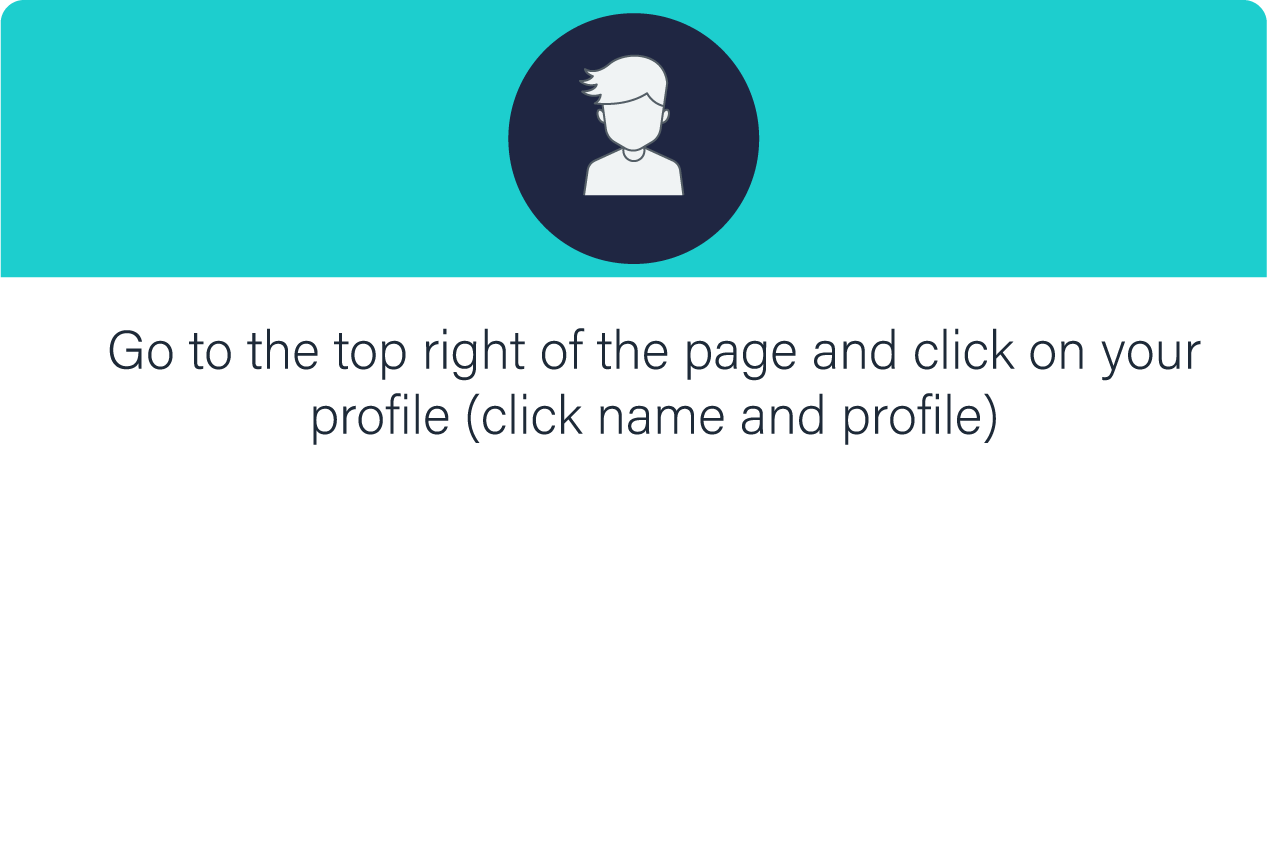 Go to the top right of the page and click on your
profile (click name and profile)